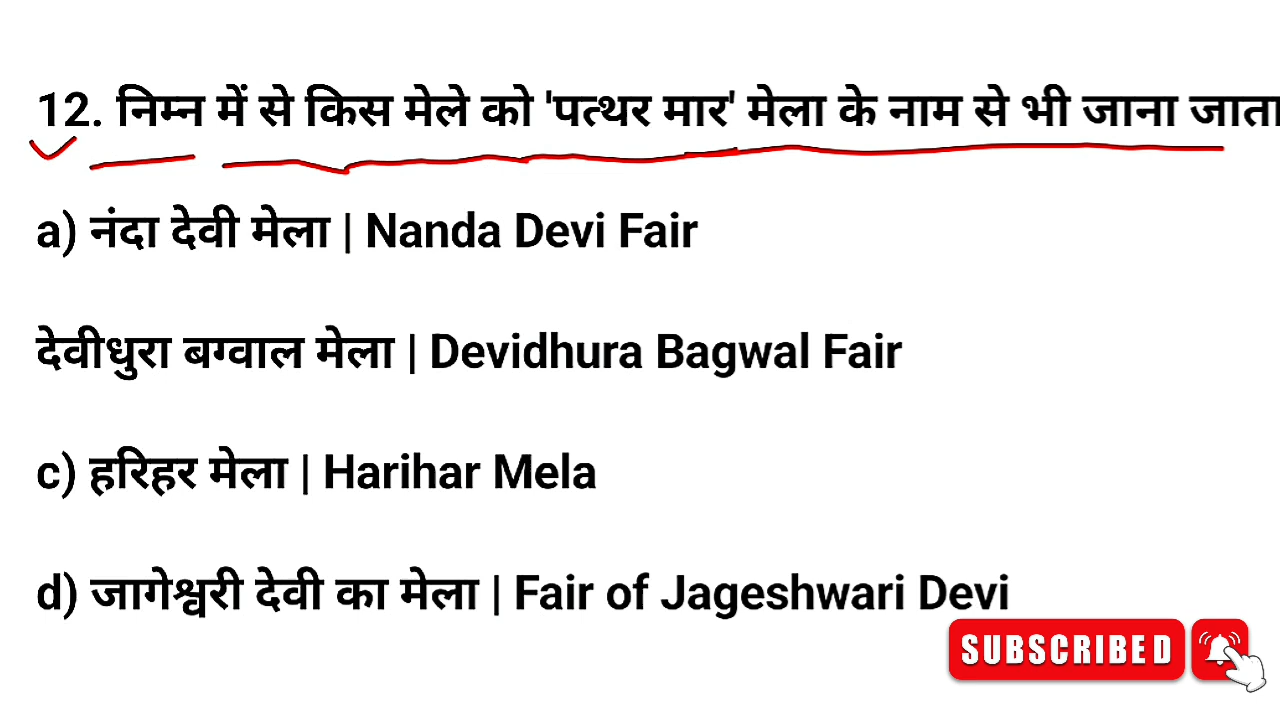 12. निम्न में से किस मेले को 'पत्थर मार' मेला के नाम से भी जाना जाता
a) नंदा देवी मेला | Nanda Devi Fair
देवीधुरा बग्वाल मेला | Devidhura Bagwal Fair
c) हरिहर मेला | Harihar Mela
d) जागेश्वरी देवी का मेला | Fair of Jageshwari Devi
SUBSCRIBED